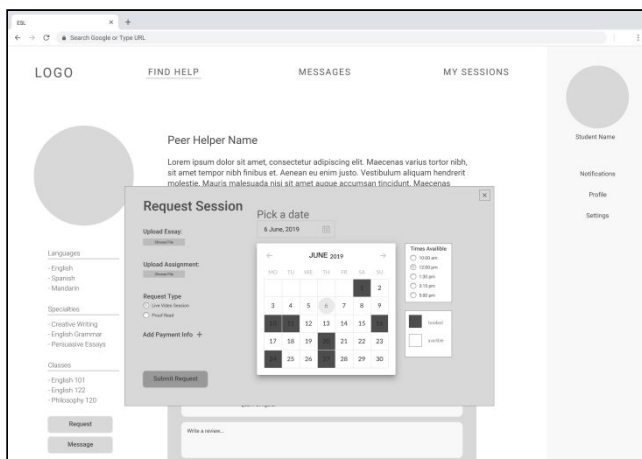 ESL
Search Google or Type URL
LOGO
FIND HELP
MESSAGES
MY SESSIONS
Student Name
Notifications
Profile
Settings
Peer Helper Name
Lorem ipsum dolor sit amet, consectetur adipiscing elit. Maecenas varius tortor nibh,
sit amet tempor nibh finibus et. Aenean eu enim justo. Vestibulum aliquam hendrerit
molestie. Mauris malesuada nisi sit amet augue accumsan tincidunt. Maecenas
Languages
- English
- Spanish
- Mandarin
Specialties
- Creative Writing
- English Grammar
- Persuasive Essays
Classes
- English 101
- English 122
- Philosophy 120
Request
Message
Request Session
Upload Essay:
Choose File
Upload Assignment:
Choose File
Request Type
Live Video Session
Proof Read
Add Payment Info +
Submit Request
Pick a date
6 June, 2019
JUNE 2019
MO TU WE TH FR SA SU
1 2
3 4 5 6 7 8 9
10 11 12 13 14 15 16
17 18 19 20 21 22 23
24 25 26 27 28 29 30
Times Availible
10:00 am
12:00 pm
1:30 pm
3:15 pm
5:00 pm
booked
availible
Write a review...